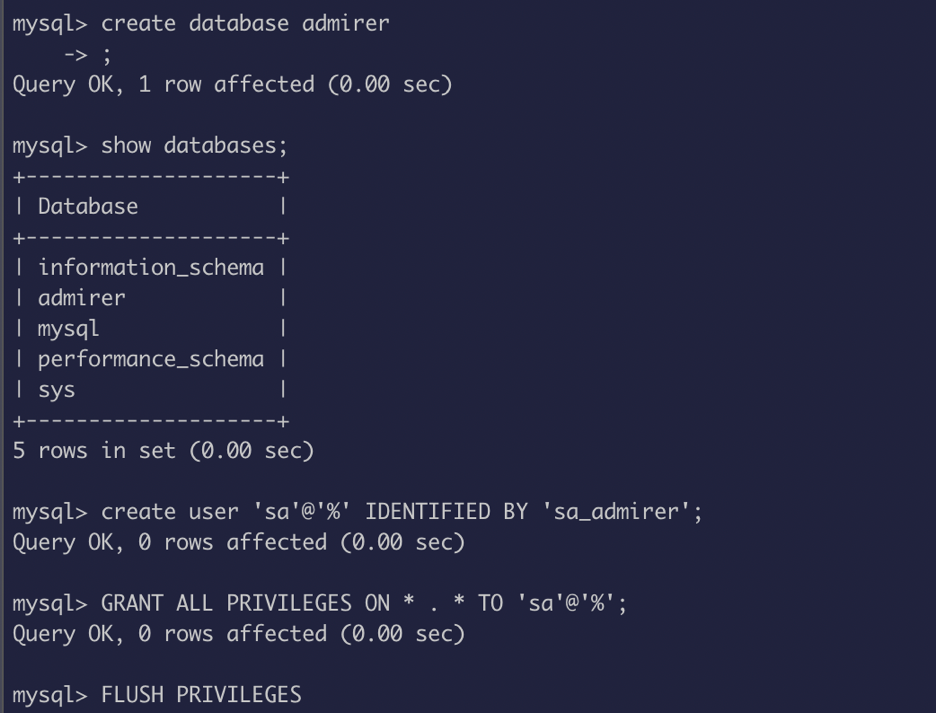 mysql> create database admirer
    -> ;
Query OK, 1 row affected (0.00 sec)
mysql> show databases;
+--------------------+
| Database           |
+--------------------+
| information_schema |
| admirer            |
| mysql              |
| performance_schema |
| sys                |
+--------------------+
5 rows in set (0.00 sec)
mysql> create user 'sa'@'%' IDENTIFIED BY 'sa_admirer';
Query OK, 0 rows affected (0.00 sec)
mysql> GRANT ALL PRIVILEGES ON * . * TO 'sa'@'%';
Query OK, 0 rows affected (0.00 sec)
mysql> FLUSH PRIVILEGES